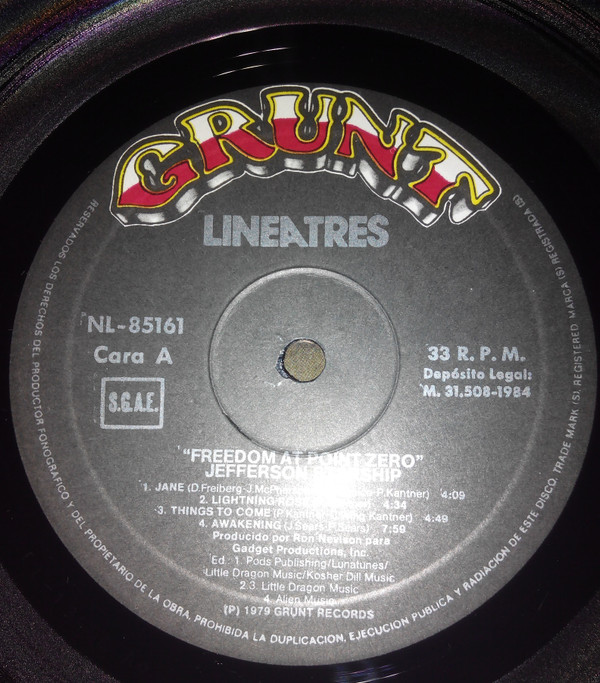 GRUNT
LINEATRES
NL-85161
Cara A
S.G.A.E.
33 R. P. M.
Depósito Legal:
M. 31.508-1984
"FREEDOM AT POINT ZERO"
JEFFERSON STARSHIP
1. JANE (D.Freiberg-J.McPherson- P.Kantner) 4:09
2. LIGHTNING ROSE 4:34
3. THINGS TO COME (P.Kantner- Kantner) 4:49
4. AWAKENING (J.Sears-P.Sears) 7:59
Producido por Ron Nevison para
Gadget Productions, Inc.
Ed.: 1. Pods Publishing/Lunatunes/
Little Dragon Music/Kosher Dill Music
2.3. Little Dragon Music
4. Alien Music
(P) 1979 GRUNT RECORDS
RESERVADOS LOS DERECHOS DEL PRODUCTOR FONOGRAFICO Y DEL PROPIETARIO DE LA OBRA, PROHIBIDA LA DUPLICACION, EJECUCION PUBLICA Y RADIACION DE ESTE DISCO. TRADE MARK (S). REGISTERED. MARCA (S) REGISTRADA (S)